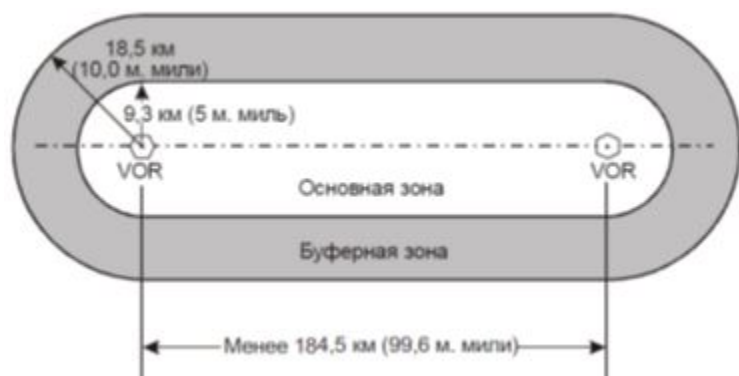 18,5 км
(10,0 м. мили)
9,3 км (5 м. миль)
VOR
VOR
Основная зона
Буферная зона
Менее 184,5 км (99,6 м. мили)